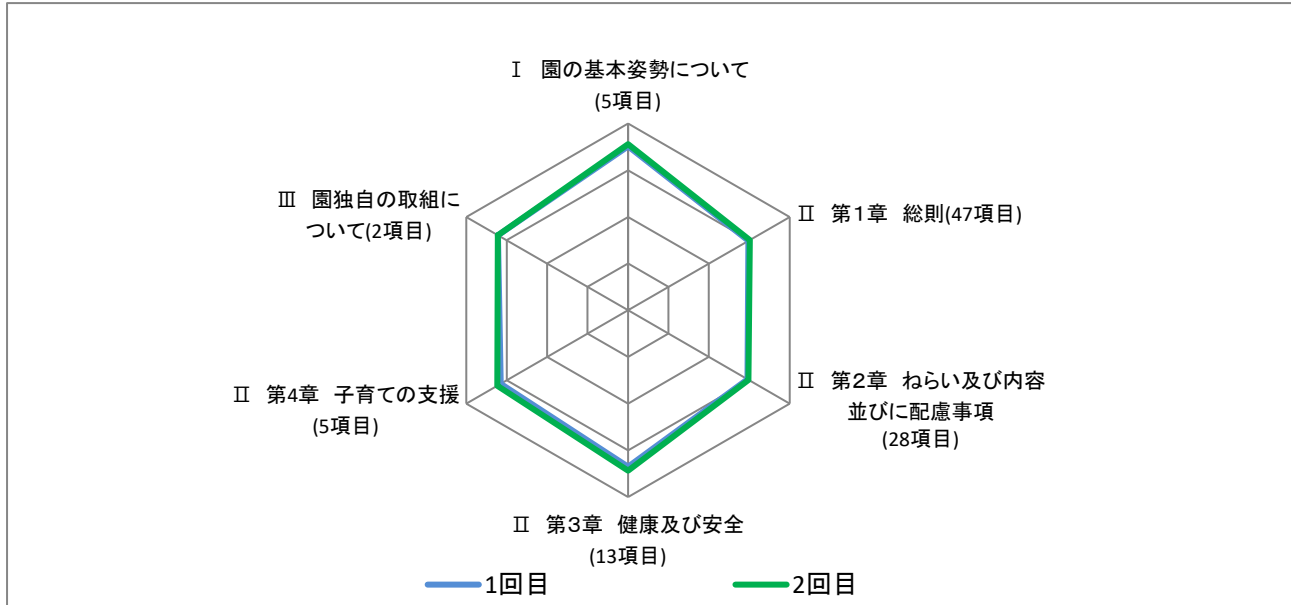 Ⅰ　園の基本姿勢について
(5項目)
Ⅱ　第1章　総則(47項目)
Ⅱ　第２章　ねらい及び内容
並びに配慮事項
(28項目)
Ⅱ　第３章　健康及び安全
(13項目)
Ⅱ　第4章　子育ての支援
(5項目)
Ⅲ　園独自の取組に
ついて(2項目)
1回目
2回目